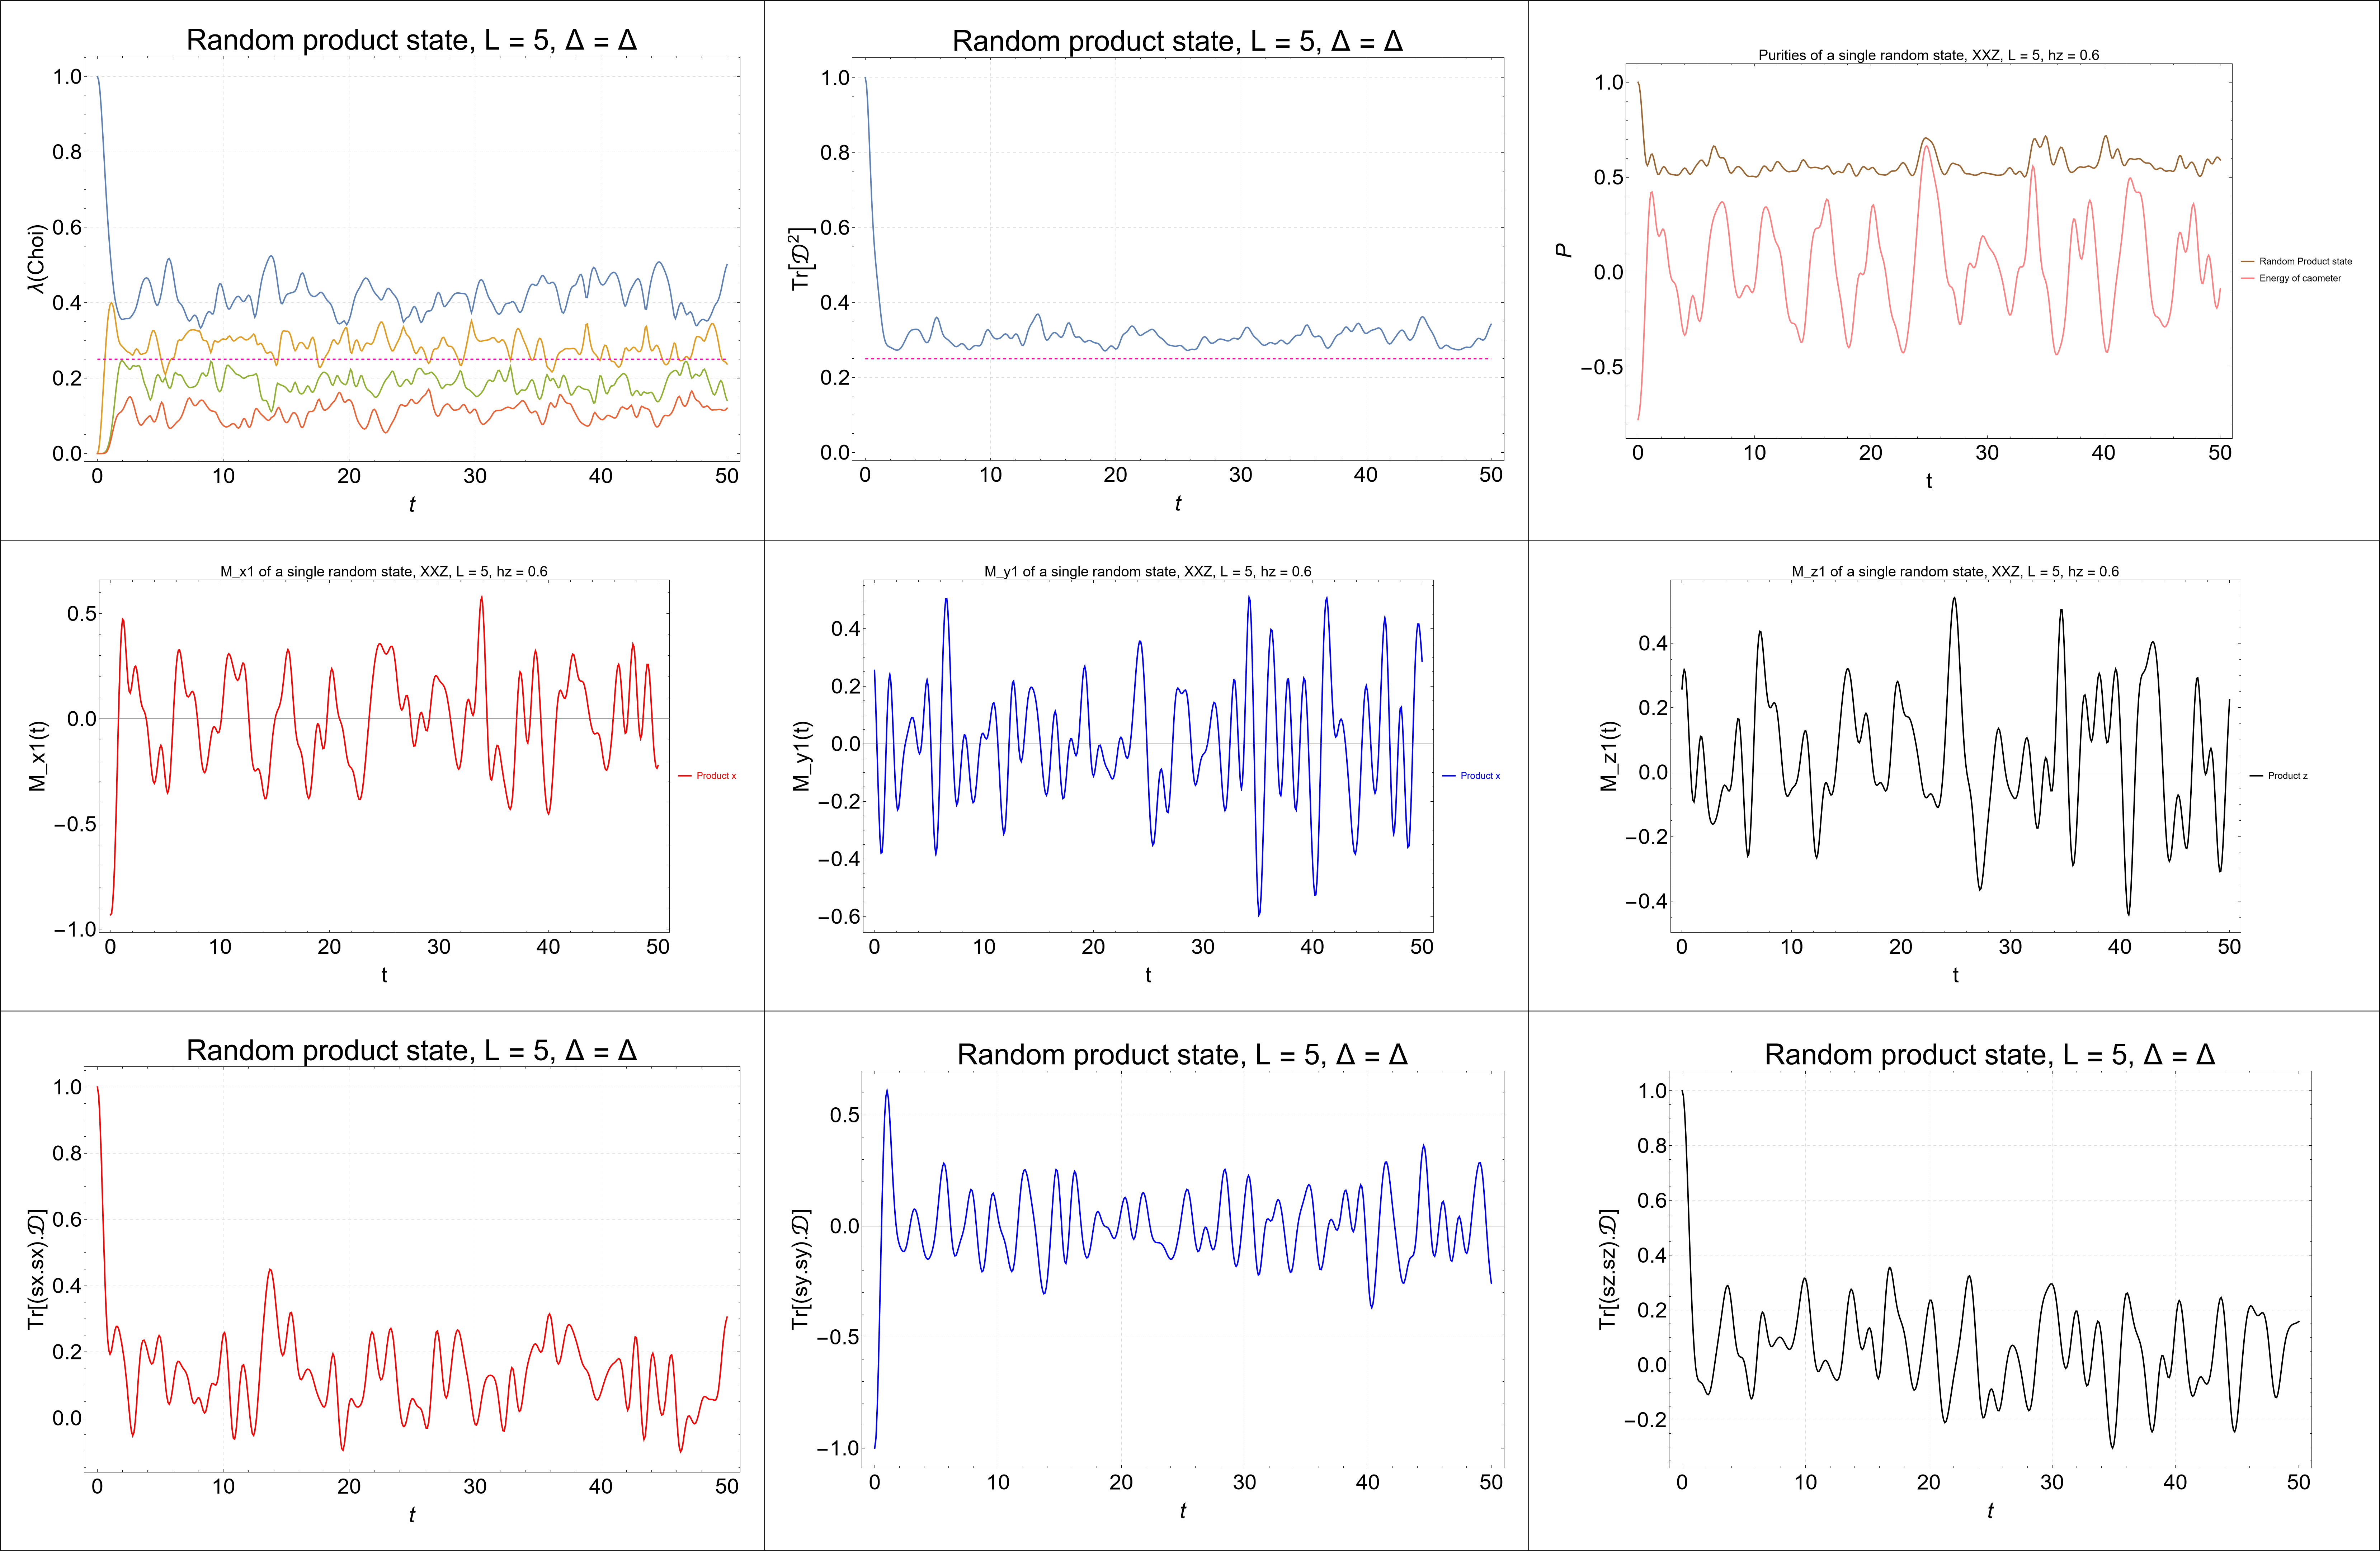 Random product state, L = 5, Δ = Δ
λ(Choi)
1.0
0.8
0.6
0.4
0.2
0.0
0 10 20 30 40 50
t
Random product state, L = 5, Δ = Δ
Tr[𝒟²]
1.0
0.8
0.6
0.4
0.2
0.0
0 10 20 30 40 50
t
Purities of a single random state, XXZ, L = 5, hz = 0.6
P
1.0
0.5
0.0
−0.5
0 10 20 30 40 50
t
Random Product state
Energy of caometer
M_x1 of a single random state, XXZ, L = 5, hz = 0.6
M_x1(t)
0.5
0.0
−0.5
−1.0
0 10 20 30 40 50
t
Product x
M_y1 of a single random state, XXZ, L = 5, hz = 0.6
M_y1(t)
0.4
0.2
0.0
−0.2
−0.4
−0.6
0 10 20 30 40 50
t
Product x
M_z1 of a single random state, XXZ, L = 5, hz = 0.6
M_z1(t)
0.4
0.2
0.0
−0.2
−0.4
0 10 20 30 40 50
t
Product z
Random product state, L = 5, Δ = Δ
Tr[(sx.sx).𝒟]
1.0
0.8
0.6
0.4
0.2
0.0
0 10 20 30 40 50
t
Random product state, L = 5, Δ = Δ
Tr[(sy.sy).𝒟]
0.5
0.0
−0.5
−1.0
0 10 20 30 40 50
t
Random product state, L = 5, Δ = Δ
Tr[(sz.sz).𝒟]
1.0
0.8
0.6
0.4
0.2
0.0
−0.2
0 10 20 30 40 50
t